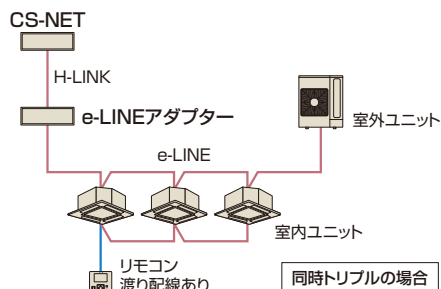 CS-NET
H-LINK
e-LINEアダプター
室外ユニット
e-LINE
室内ユニット
リモコン
渡り配線あり
同時トリプルの場合